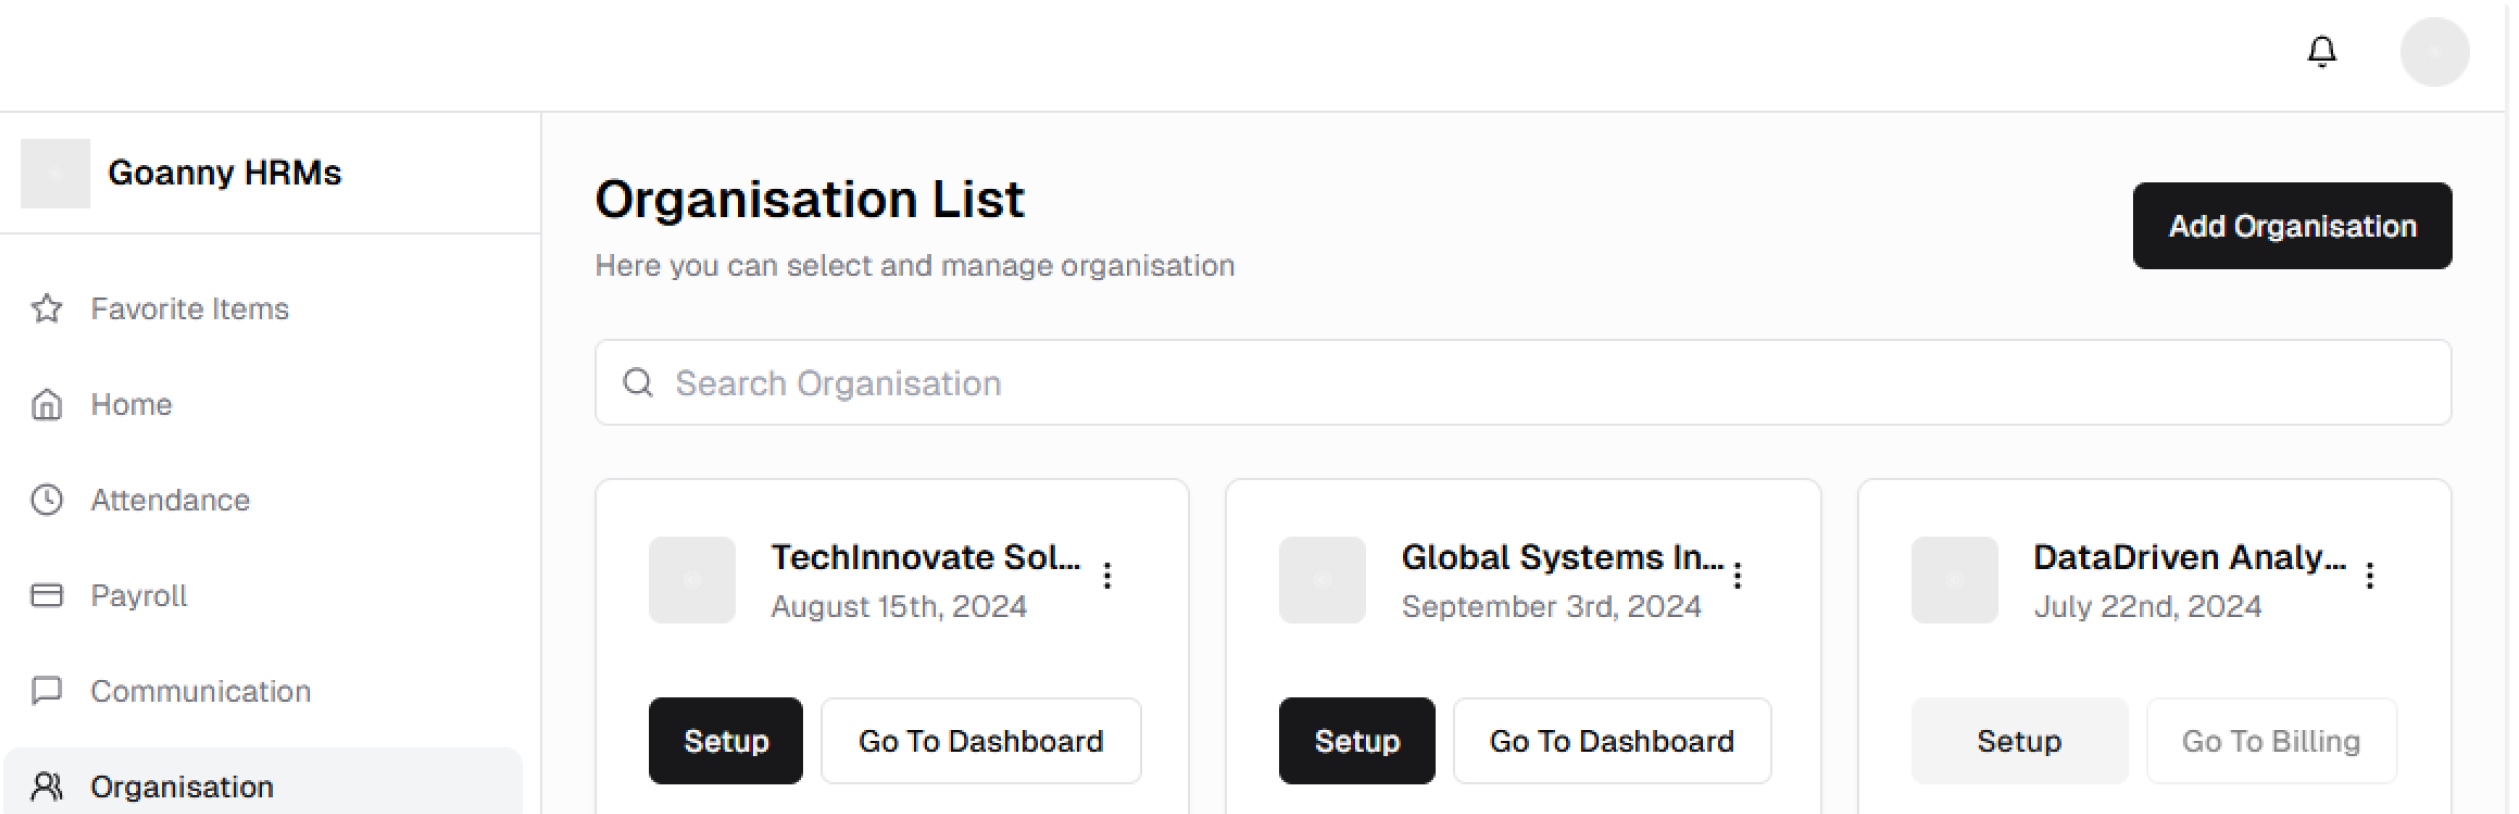 Goanny HRMs
Favorite Items
Home
Attendance
Payroll
Communication
Organisation
Organisation List
Here you can select and manage organisation
Add Organisation
Search Organisation
TechInnovate Sol...
August 15th, 2024
Setup
Go To Dashboard
Global Systems In...
September 3rd, 2024
Setup
Go To Dashboard
DataDriven Analy...
July 22nd, 2024
Setup
Go To Billing